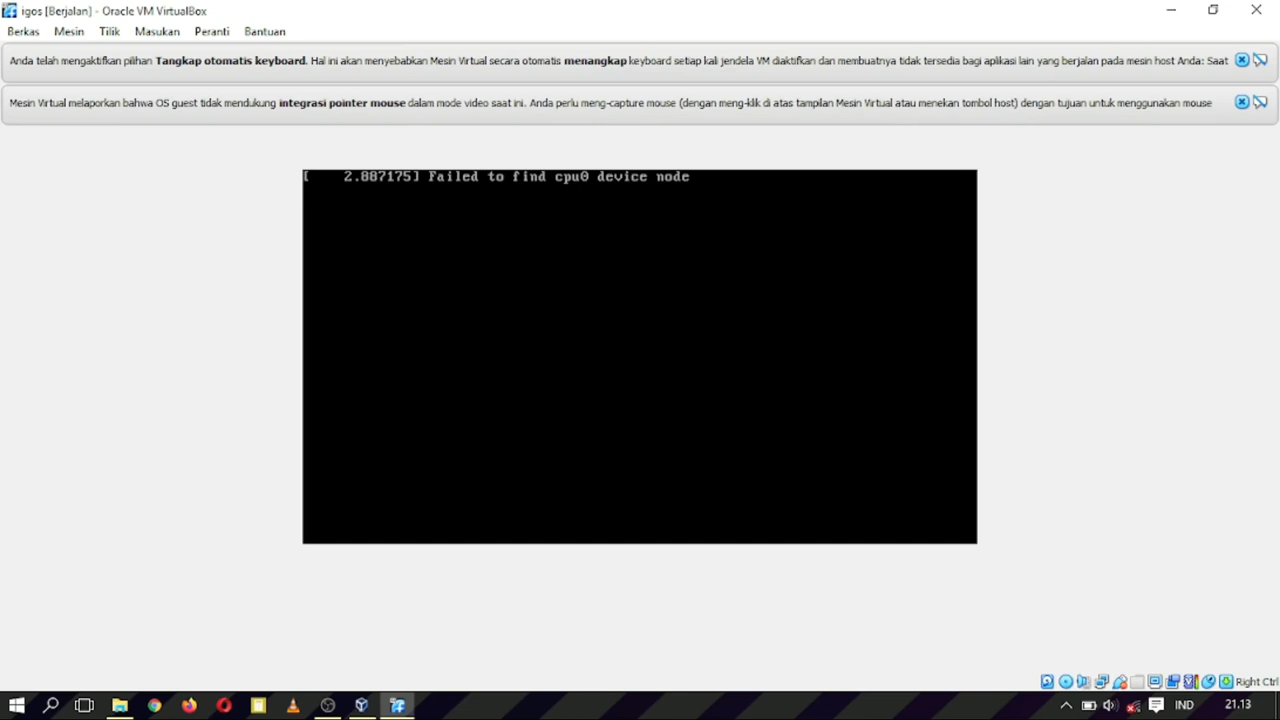 igos [Berjalan] - Oracle VM VirtualBox
Berkas Mesin Tilik Masukan Peranti Bantuan
Anda telah mengaktifkan pilihan Tangkap otomatis keyboard. Hal ini akan menyebabkan Mesin Virtual secara otomatis menangkap keyboard setiap kali jendela VM diaktifkan dan membuatnya tidak tersedia bagi aplikasi lain yang berjalan pada mesin host Anda: Saat
Mesin Virtual melaporkan bahwa OS guest tidak mendukung integrasi pointer mouse dalam mode video saat ini. Anda perlu meng-capture mouse (dengan meng-klik di atas tampilan Mesin Virtual atau menekan tombol host) dengan tujuan untuk menggunakan mouse
[ 2.887175] Failed to find cpu0 device node
Right Ctrl
IND 21.13